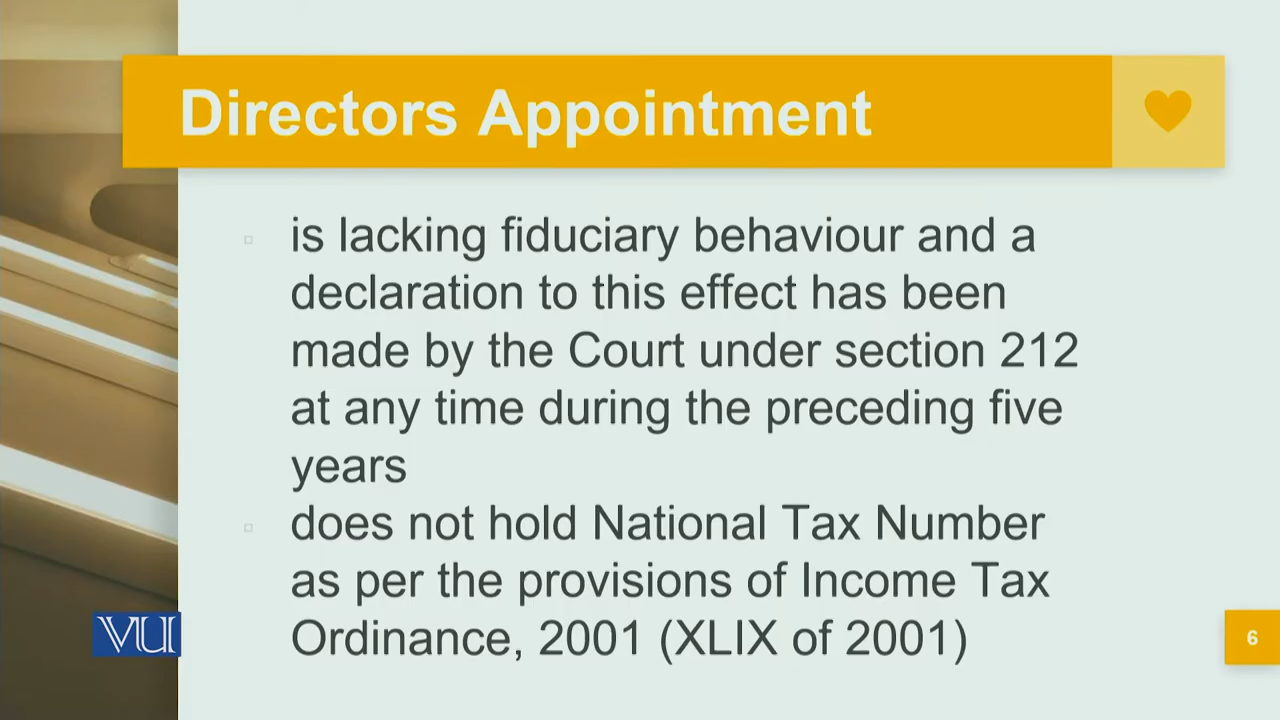 Directors Appointment
is lacking fiduciary behaviour and a
declaration to this effect has been
made by the Court under section 212
at any time during the preceding five
years
does not hold National Tax Number
as per the provisions of Income Tax
Ordinance, 2001 (XLIX of 2001)
VU
6